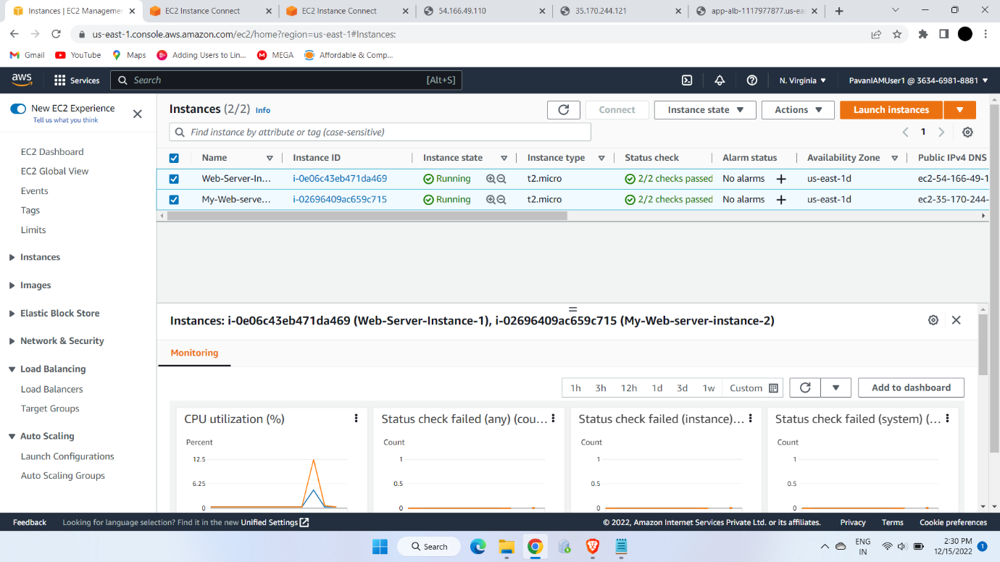 Instances | EC2 Managemen
EC2 Instance Connect
EC2 Instance Connect
54.166.49.110
35.170.244.121
app-alb-1117977877.us-eas
us-east-1.console.aws.amazon.com/ec2/home?region=us-east-1#Instances:
Gmail YouTube Maps Adding Users to Lin... MEGA Affordable & Comp...
aws Services Search [Alt+S] N. Virginia PavanIAMUser1 @ 3634-6981-8881
New EC2 Experience
Tell us what you think
EC2 Dashboard
EC2 Global View
Events
Tags
Limits
Instances
Images
Elastic Block Store
Network & Security
Load Balancing
Load Balancers
Target Groups
Auto Scaling
Launch Configurations
Auto Scaling Groups
Instances (2/2) Info Connect Instance state Actions Launch instances
Find instance by attribute or tag (case-sensitive) 1
Name Instance ID Instance state Instance type Status check Alarm status Availability Zone Public IPv4 DNS
Web-Server-In... i-0e06c43eb471da469 Running t2.micro 2/2 checks passed No alarms us-east-1d ec2-54-166-49-1
My-Web-serve... i-02696409ac659c715 Running t2.micro 2/2 checks passed No alarms us-east-1d ec2-35-170-244-
Instances: i-0e06c43eb471da469 (Web-Server-Instance-1), i-02696409ac659c715 (My-Web-server-instance-2)
Monitoring
1h 3h 12h 1d 3d 1w Custom Add to dashboard
CPU utilization (%)
Percent
12.5
6.25
0
Status check failed (any) (cou...
Count
1
0.5
0
Status check failed (instance)...
Count
1
0.5
0
Status check failed (system) (...
Count
1
0.5
0
Feedback Looking for language selection? Find it in the new Unified Settings © 2022, Amazon Internet Services Private Ltd. or its affiliates. Privacy Terms Cookie preferences
Search
ENG
IN
2:30 PM
12/15/2022
1